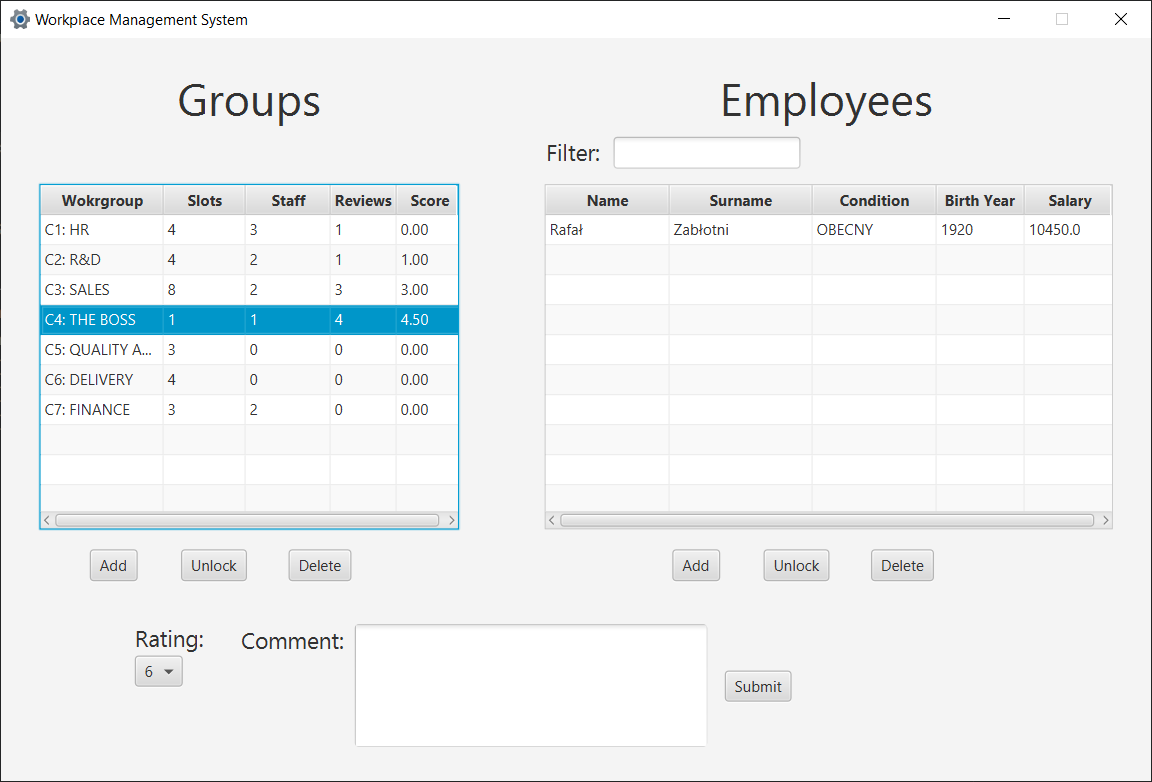 Workplace Management System
Groups
Employees
Filter:
Wokrgroup Slots Staff Reviews Score
C1: HR 4 3 1 0.00
C2: R&D 4 2 1 1.00
C3: SALES 8 2 3 3.00
C4: THE BOSS 1 1 4 4.50
C5: QUALITY A... 3 0 0 0.00
C6: DELIVERY 4 0 0 0.00
C7: FINANCE 3 2 0 0.00
Name Surname Condition Birth Year Salary
Rafał Zabłotni OBECNY 1920 10450.0
Add Unlock Delete
Add Unlock Delete
Rating:
6
Comment:
Submit